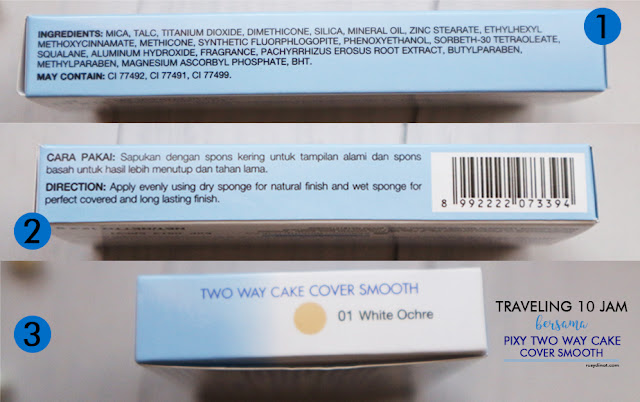 1
INGREDIENTS: MICA, TALC, TITANIUM DIOXIDE, DIMETHICONE, SILICA, MINERAL OIL, ZINC STEARATE, ETHYLHEXYL
METHOXYCINNAMATE, METHICONE, SYNTHETIC FLUORPHLOGOPITE, PHENOXYETHANOL, SORBETH-30 TETRAOLEATE,
SQUALANE, ALUMINUM HYDROXIDE, FRAGRANCE, PACHYRRHIZUS EROSUS ROOT EXTRACT, BUTYLPARABEN,
METHYLPARABEN, MAGNESIUM ASCORBYL PHOSPHATE, BHT.
MAY CONTAIN: CI 77492, CI 77491, CI 77499.
CARA PAKAI: Sapukan dengan spons kering untuk tampilan alami dan spons
basah untuk hasil lebih menutup dan tahan lama.
DIRECTION: Apply evenly using dry sponge for natural finish and wet sponge for
perfect covered and long lasting finish.
8 992222 073394
2
TWO WAY CAKE COVER SMOOTH
01 White Ochre
3
TRAVELING 10 JAM
bersama
PIXY TWO WAY CAKE
COVER SMOOTH